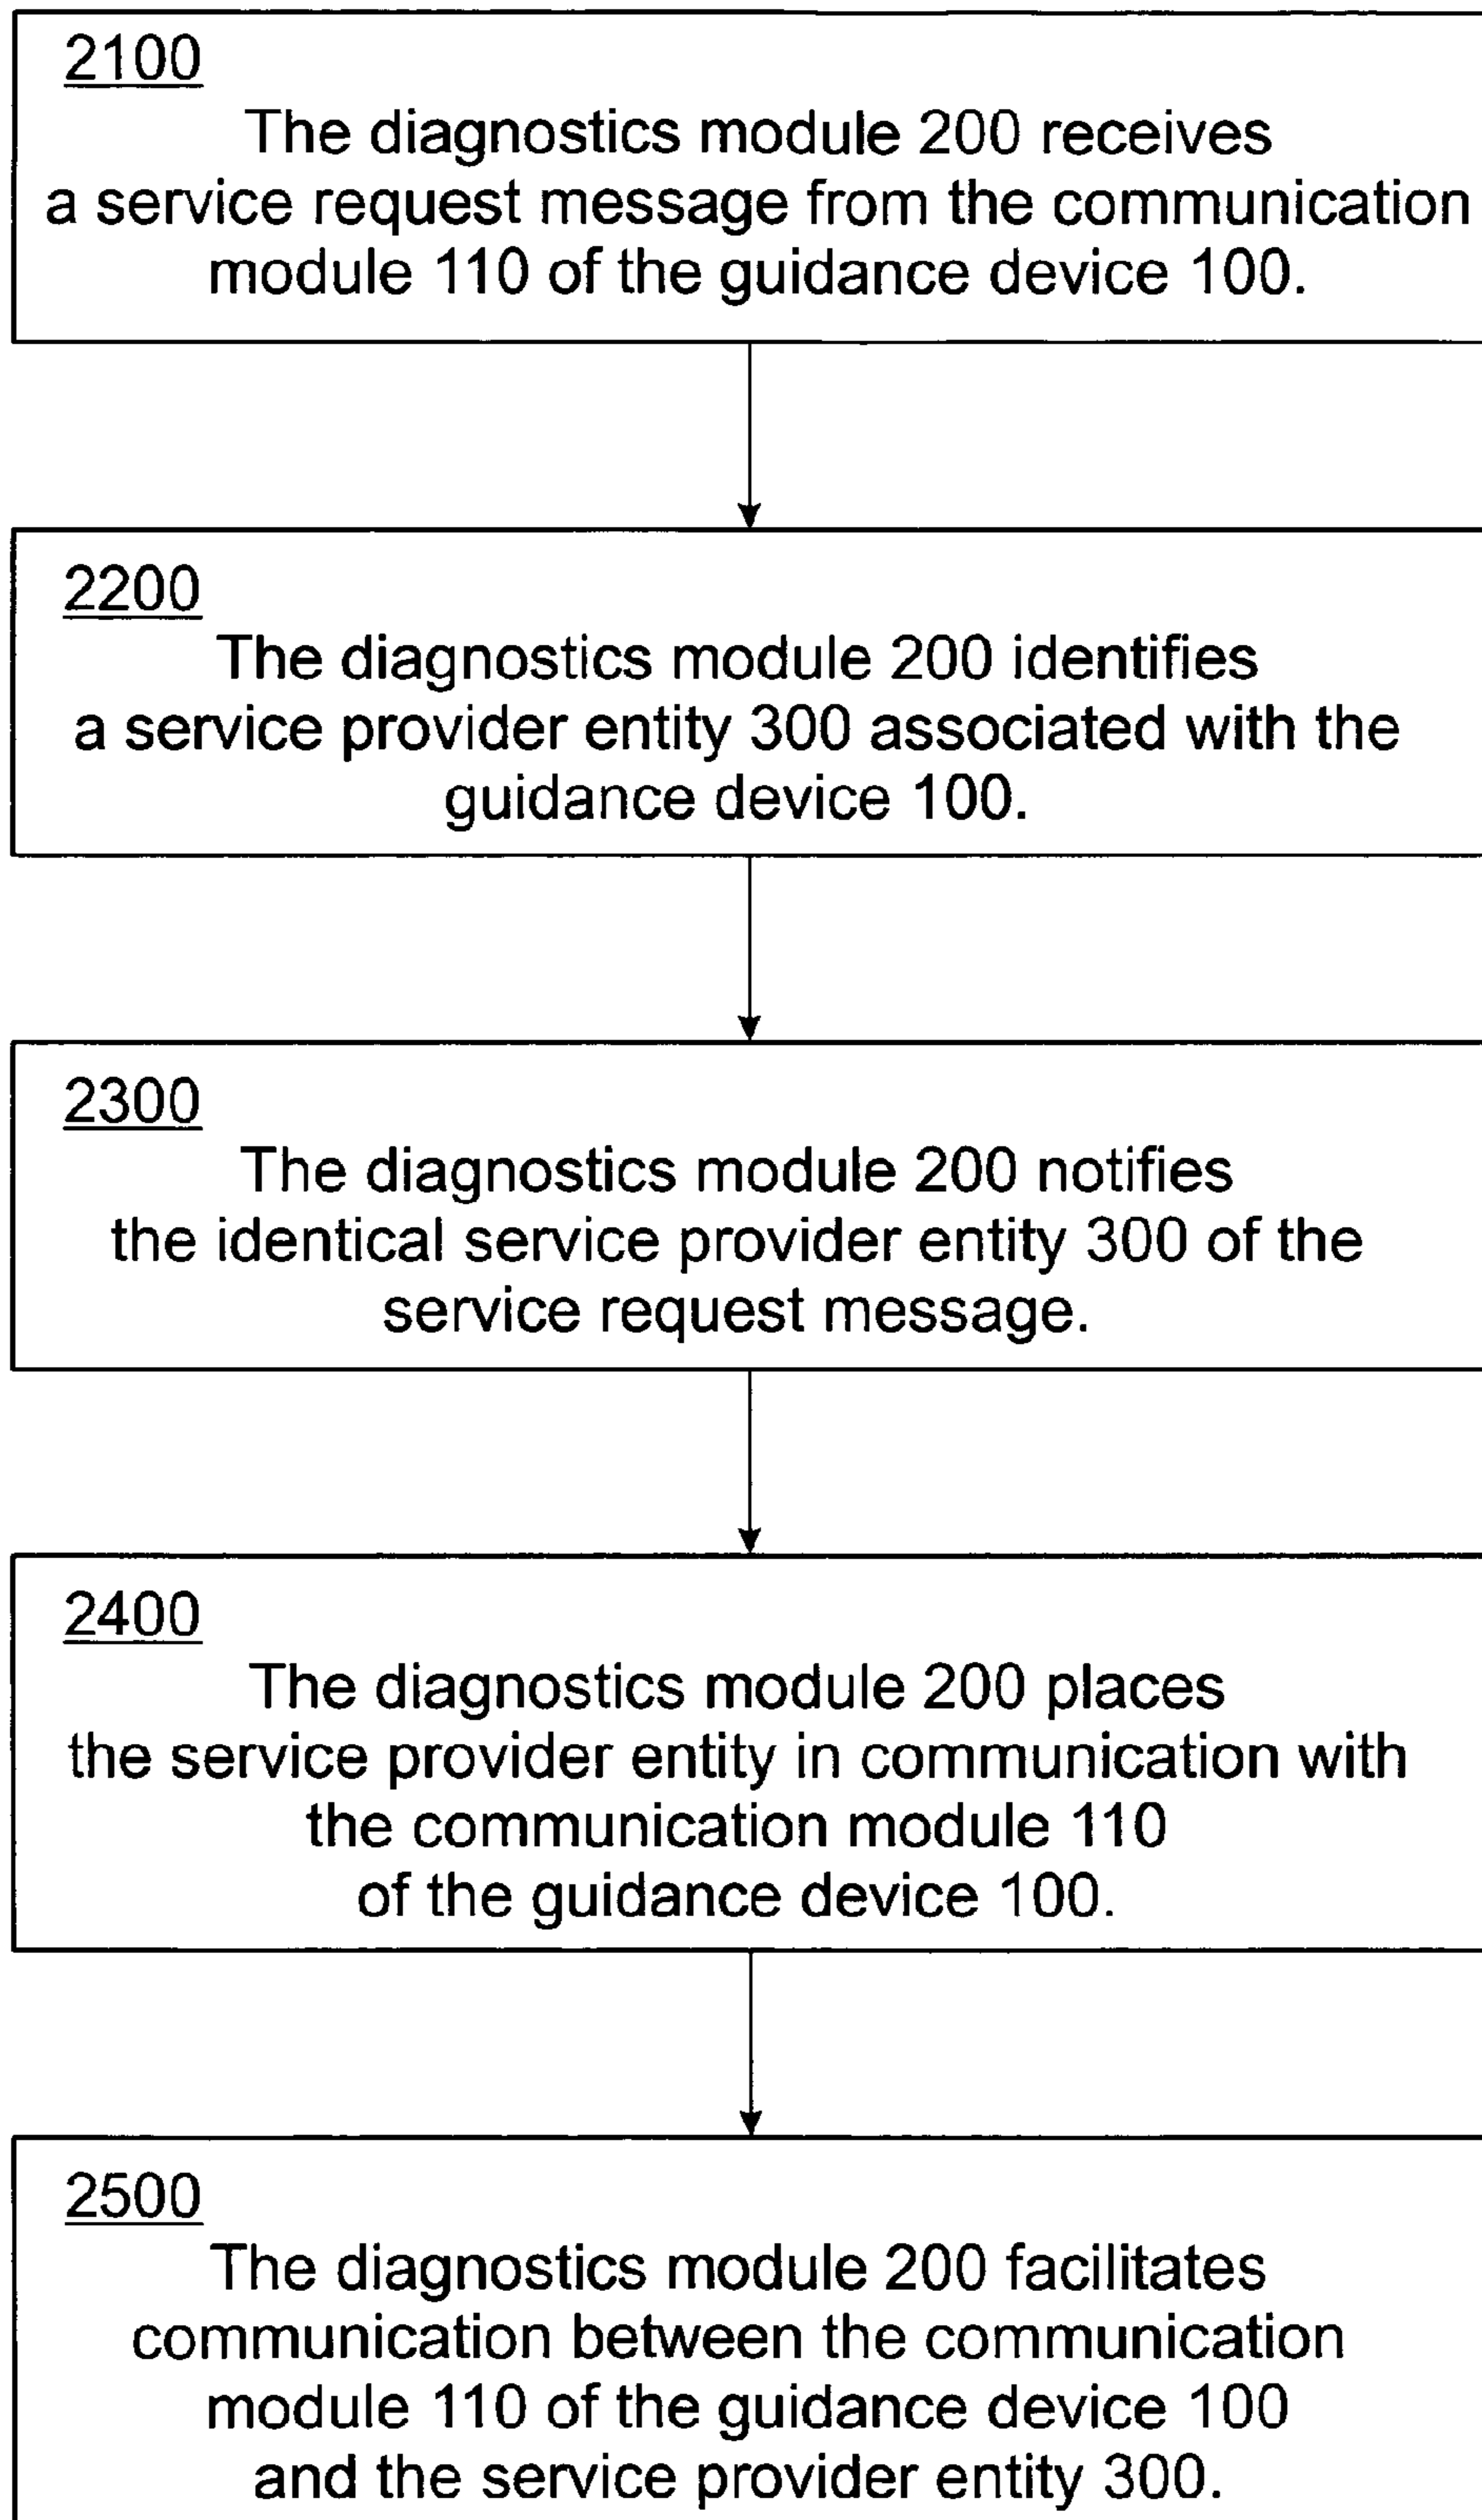 2100
The diagnostics module 200 receives
a service request message from the communication
module 110 of the guidance device 100.
2200
The diagnostics module 200 identifies
a service provider entity 300 associated with the
guidance device 100.
2300
The diagnostics module 200 notifies
the identical service provider entity 300 of the
service request message.
2400
The diagnostics module 200 places
the service provider entity in communication with
the communication module 110
of the guidance device 100.
2500
The diagnostics module 200 facilitates
communication between the communication
module 110 of the guidance device 100
and the service provider entity 300.